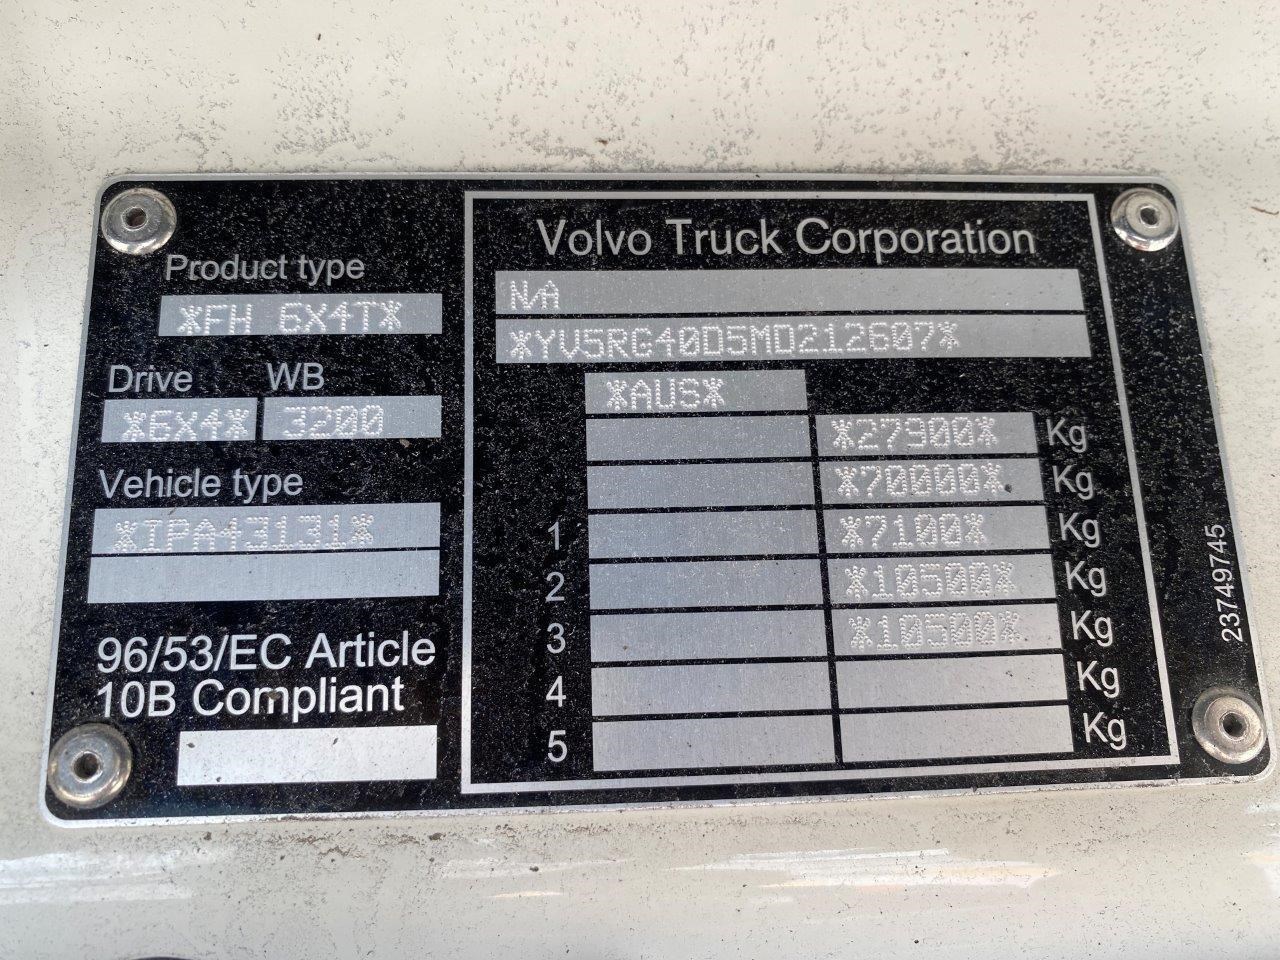 Product type
*FH 6X4T*
Drive WB
*6X4* 3200
Vehicle type
*IPA43131*
96/53/EC Article
10B Compliant
Volvo Truck Corporation
N/A
*YV5RG40D5MD212607*
*AUS*
*27900* Kg
*70000* Kg
1 *7100* Kg
2 *10500* Kg
3 *10500* Kg
4 Kg
5 Kg
23749745